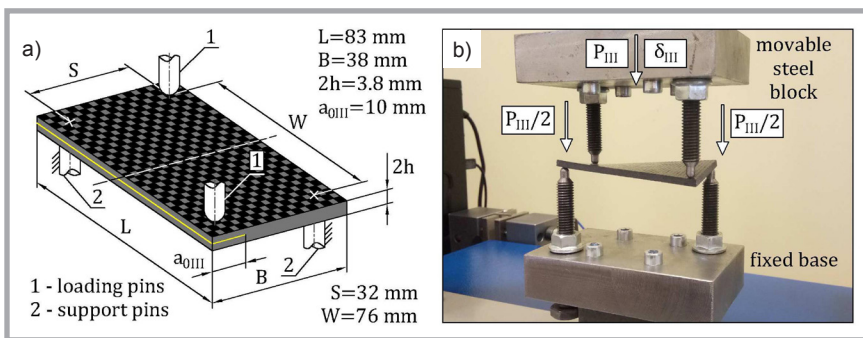 a)
1
L=83 mm
B=38 mm
2h=3.8 mm
a0III=10 mm
S
W
1
2h
2
L
a0III
B
2
1 - loading pins
2 - support pins
S=32 mm
W=76 mm
b)
PIII
δIII
movable
steel
block
PIII/2
PIII/2
fixed base